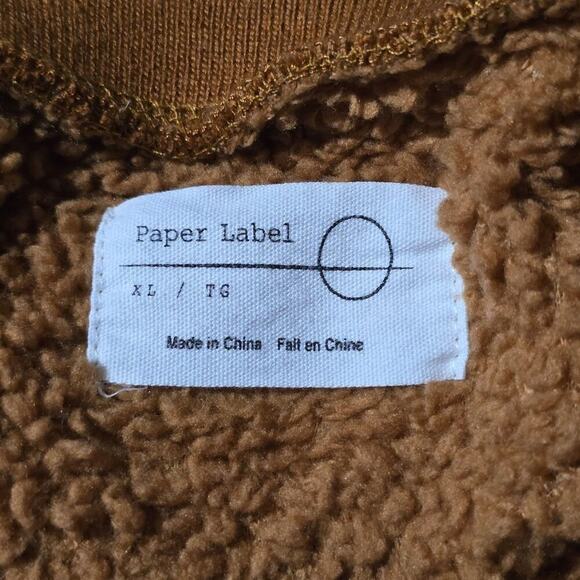 Paper Label
XL / TG
Made in China Fait en Chine